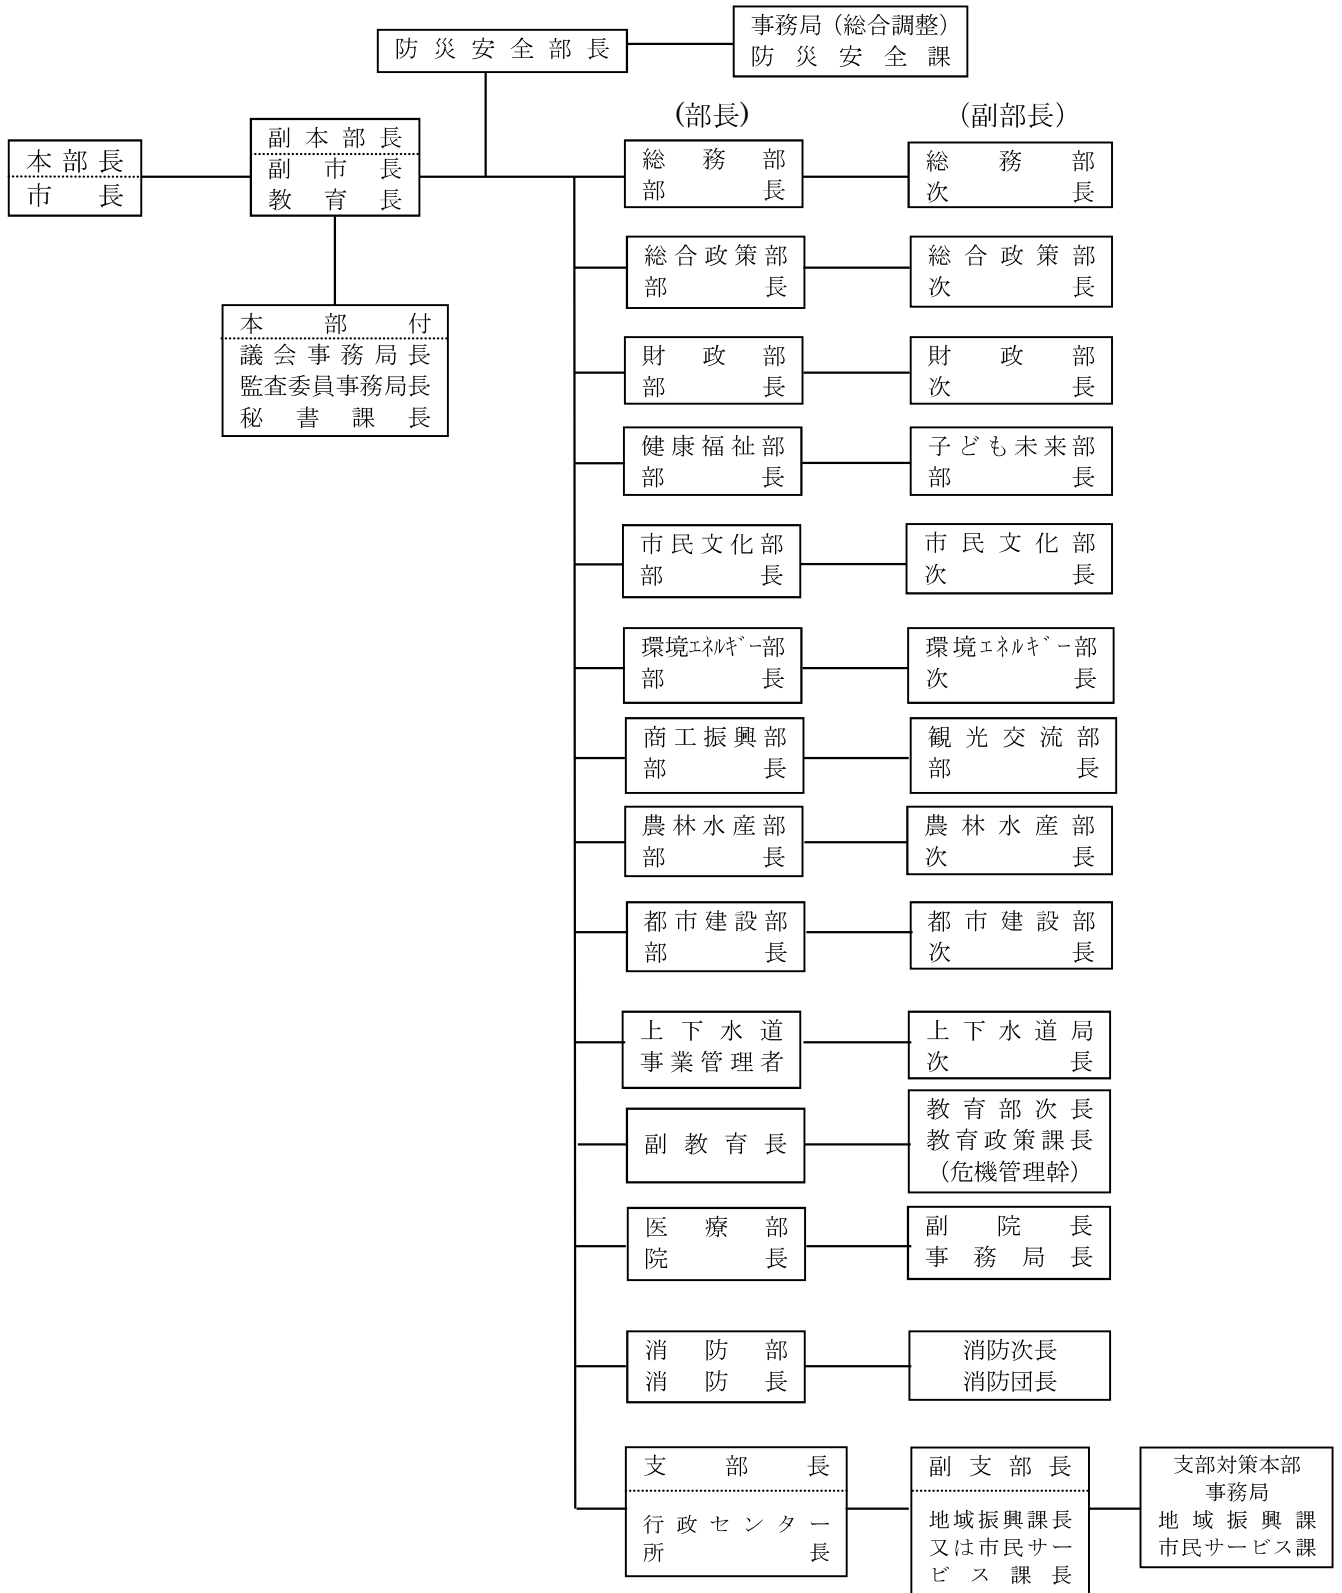 防災安全部長
事務局（総合調整）
防災安全課
本部長
市長
副本部長
副市長
教育長
本部付
議会事務局長
監査委員事務局長
秘書課長
(部長)
（副部長）
総務部
部長
総務部
次長
総合政策部
部長
総合政策部
次長
財政部
部長
財政部
次長
健康福祉部
部長
子ども未来部
部長
市民文化部
部長
市民文化部
次長
環境ｴﾈﾙｷﾞｰ部
部長
環境ｴﾈﾙｷﾞｰ部
次長
商工振興部
部長
観光交流部
部長
農林水産部
部長
農林水産部
次長
都市建設部
部長
都市建設部
次長
上下水道
事業管理者
上下水道局
次長
副教育長
教育部次長
教育政策課長
（危機管理幹）
医療部
院長
副院長
事務局長
消防部
消防長
消防次長
消防団長
支部長
行政センター
所長
副支部長
地域振興課長
又は市民サー
ビス課長
支部対策本部
事務局
地域振興課
市民サービス課